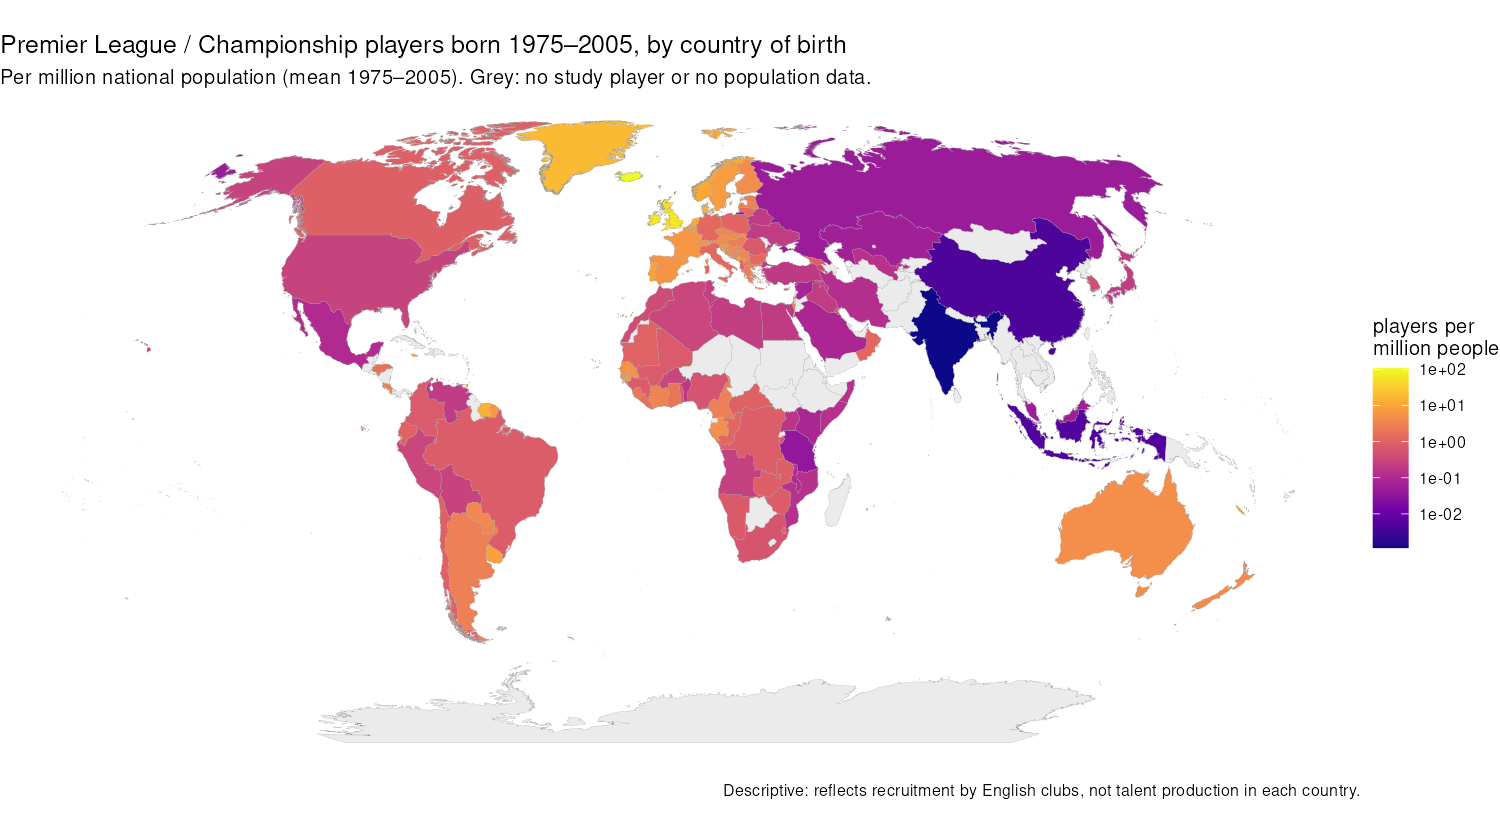 Premier League / Championship players born 1975–2005, by country of birth
Per million national population (mean 1975–2005). Grey: no study player or no population data.
players per
million people
1e+02
1e+01
1e+00
1e-01
1e-02
Descriptive: reflects recruitment by English clubs, not talent production in each country.